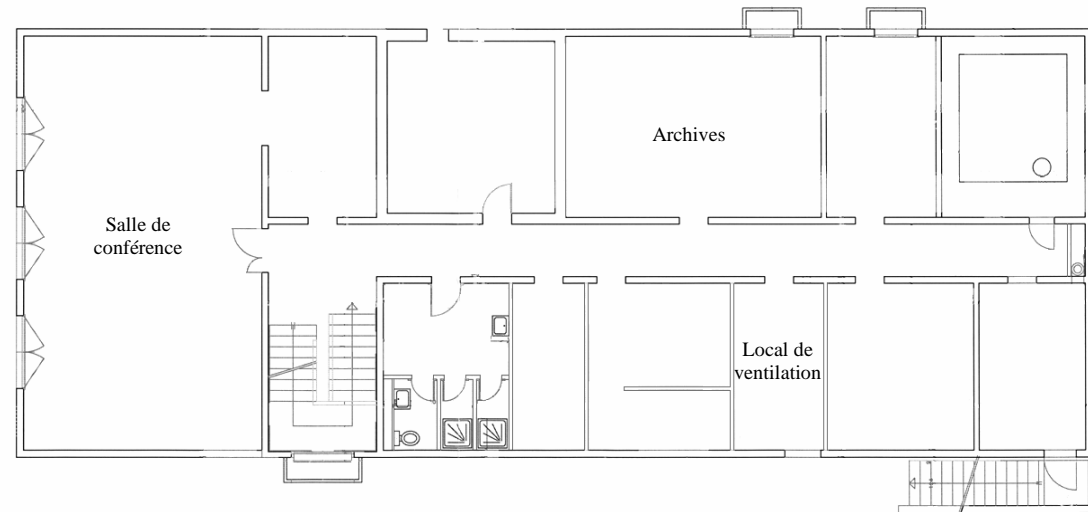 Archives
Salle de
conférence
Local de
ventilation